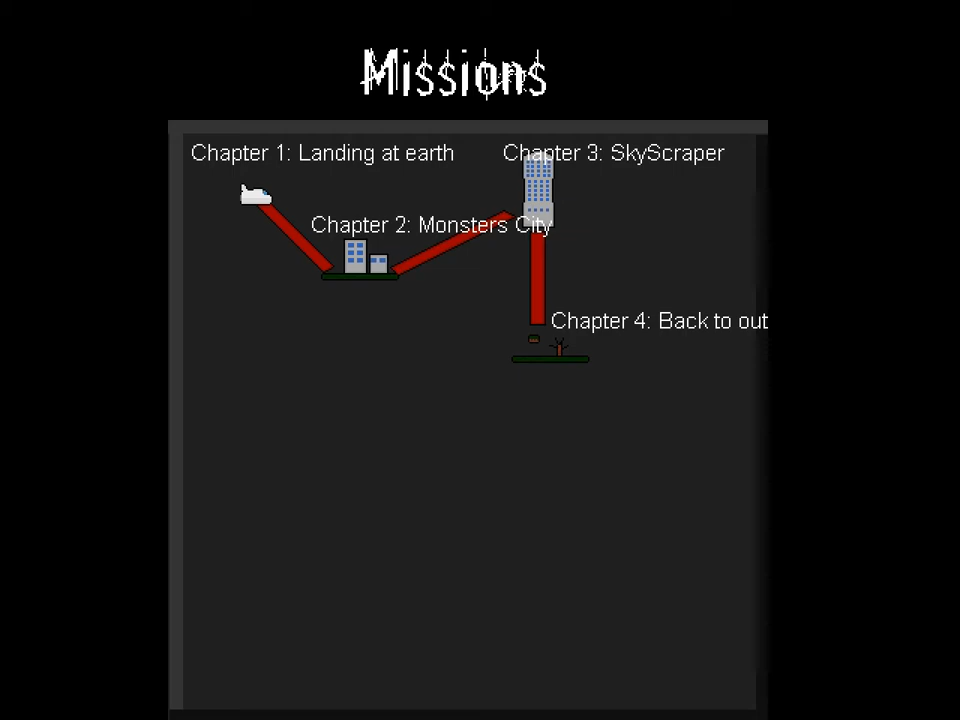 Missions
Chapter 1: Landing at earth
Chapter 3: SkyScraper
Chapter 2: Monsters City
Chapter 4: Back to out